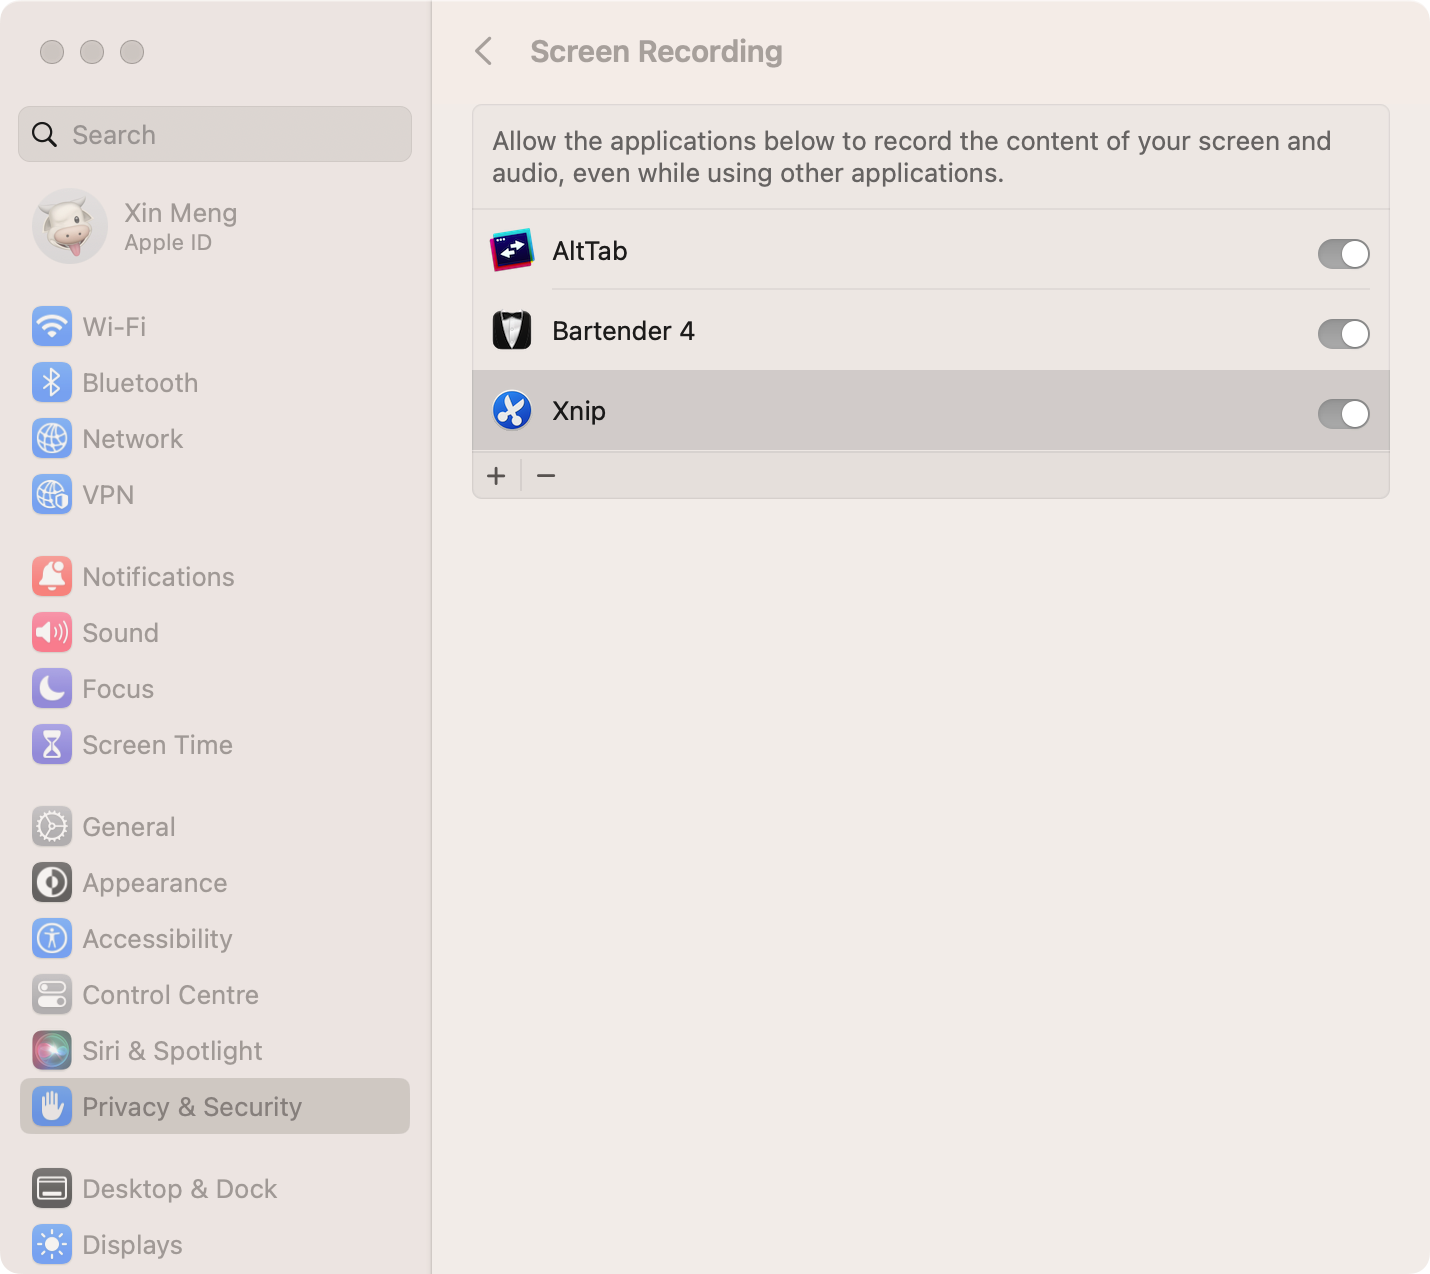 Search
Xin Meng
Apple ID
Wi-Fi
Bluetooth
Network
VPN
Notifications
Sound
Focus
Screen Time
General
Appearance
Accessibility
Control Centre
Siri & Spotlight
Privacy & Security
Desktop & Dock
Displays
Screen Recording
Allow the applications below to record the content of your screen and
audio, even while using other applications.
AltTab
Bartender 4
Xnip